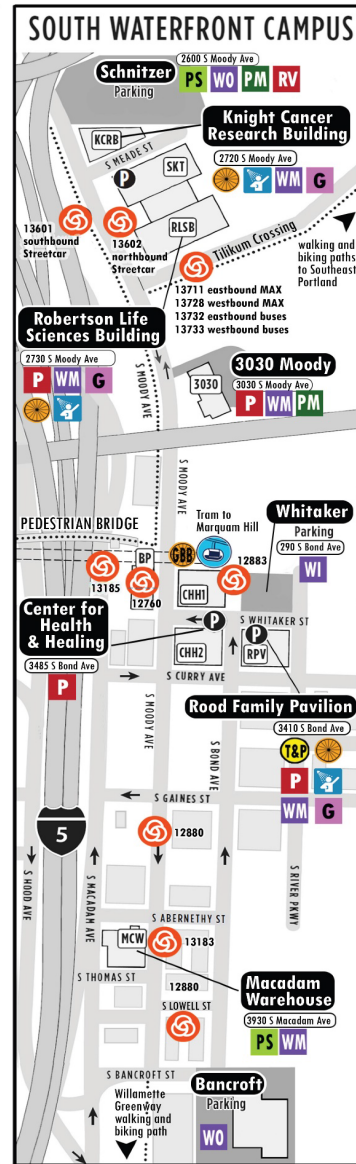 SOUTH WATERFRONT CAMPUS
Schnitzer
Parking
2600 S Moody Ave
PS WO PM RV
KCRB
Knight Cancer
Research Building
2720 S Moody Ave
WM G
S MEADE ST
P
SKT
RLSB
13601
southbound
Streetcar
13602
northbound
Streetcar
Tilikum Crossing
walking and
biking paths
to Southeast
Portland
13711 eastbound MAX
13728 westbound MAX
13732 eastbound buses
13733 westbound buses
Robertson Life
Sciences Building
2730 S Moody Ave
P WM G
S MOODY AVE
3030 Moody
3030 S Moody Ave
P WM PM
3030
S MOODY AVE
PEDESTRIAN BRIDGE
BP
GBB
Tram to
Marquam Hill
Whitaker
Parking
290 S Bond Ave
WI
13185
12760
12883
CHH1
Center for
Health
& Healing
3485 S Bond Ave
P
P
P
S WHITAKER ST
CHH2
RPV
S CURRY AVE
Rood Family Pavilion
3410 S Bond Ave
T&P
P
WM G
S MOODY AVE
S BOND AVE
S GAINES ST
5
12880
S HOOD AVE
S MACADAM AVE
S RIVER PKWY
S ABERNETHY ST
MCW
13183
S THOMAS ST
12880
Macadam
Warehouse
3930 S Macadam Ave
PS WM
S LOWELL ST
S BANCROFT ST
Willamette
Greenway
walking and
biking path
Bancroft
Parking
WO